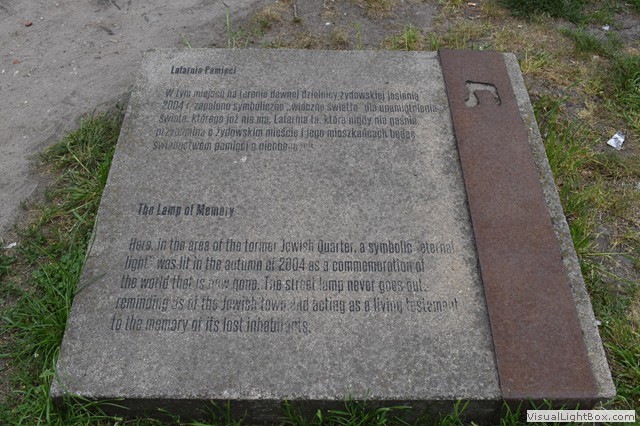 Latarnia Pamięci
W tym miejscu na terenie dawnej dzielnicy żydowskiej jesienią
2004 r. zapalono symboliczne „wieczne światło” dla upamiętnienia
świata, którego już nie ma. Latarnia ta, która nigdy nie gaśnie
przypomina o żydowskim mieście i jego mieszkańcach będąc
świadectwem pamięci o
The Lamp of Memory
Here, in the area of the former Jewish Quarter, a symbolic "eternal
light" was lit in the autumn of 2004 as a commemoration of
the world that is now gone. The street lamp never goes out,
reminding us of the Jewish town and acting as a living testament
to the memory of its lost inhabitants.
VisualLightBox.com